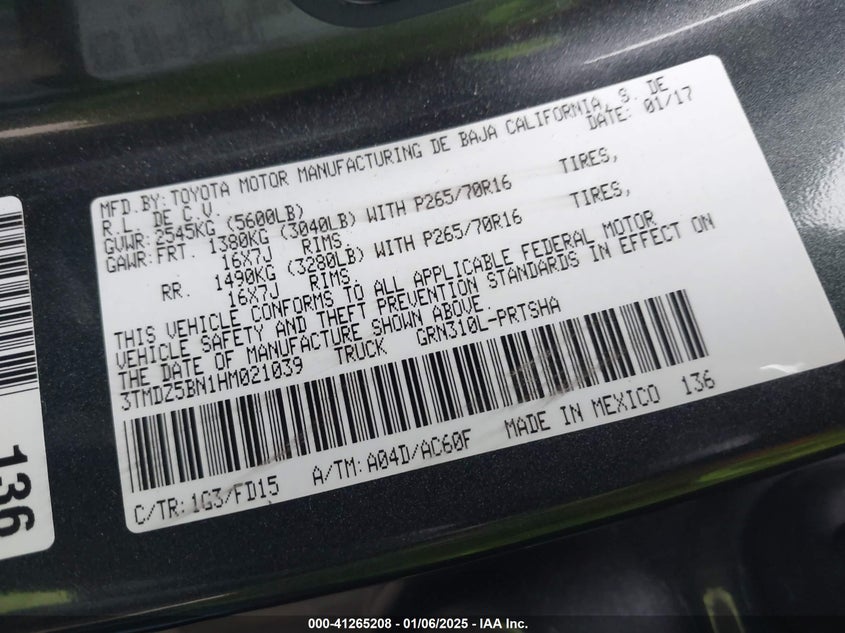 MFD.BY: TOYOTA MOTOR MANUFACTURING DE BAJA CALIFORNIA, S. DE
R.L. DE C.V. DATE: 01/17
GVWR: 2545KG (5600LB)
GAWR: FRT. 1380KG (3040LB) WITH P265/70R16 TIRES,
16X7J RIMS
RR. 1490KG (3280LB) WITH P265/70R16 TIRES,
16X7J RIMS
THIS VEHICLE CONFORMS TO ALL APPLICABLE FEDERAL MOTOR
VEHICLE SAFETY AND THEFT PREVENTION STANDARDS IN EFFECT ON
THE DATE OF MANUFACTURE SHOWN ABOVE.
3TMDZ5BN1HM021039 TRUCK GRN310L-PRTSHA
C/TR: 1G3/FD15 A/TM: A04D/AC60F MADE IN MEXICO 136
136
000-41265208 - 01/06/2025 - IAA Inc.